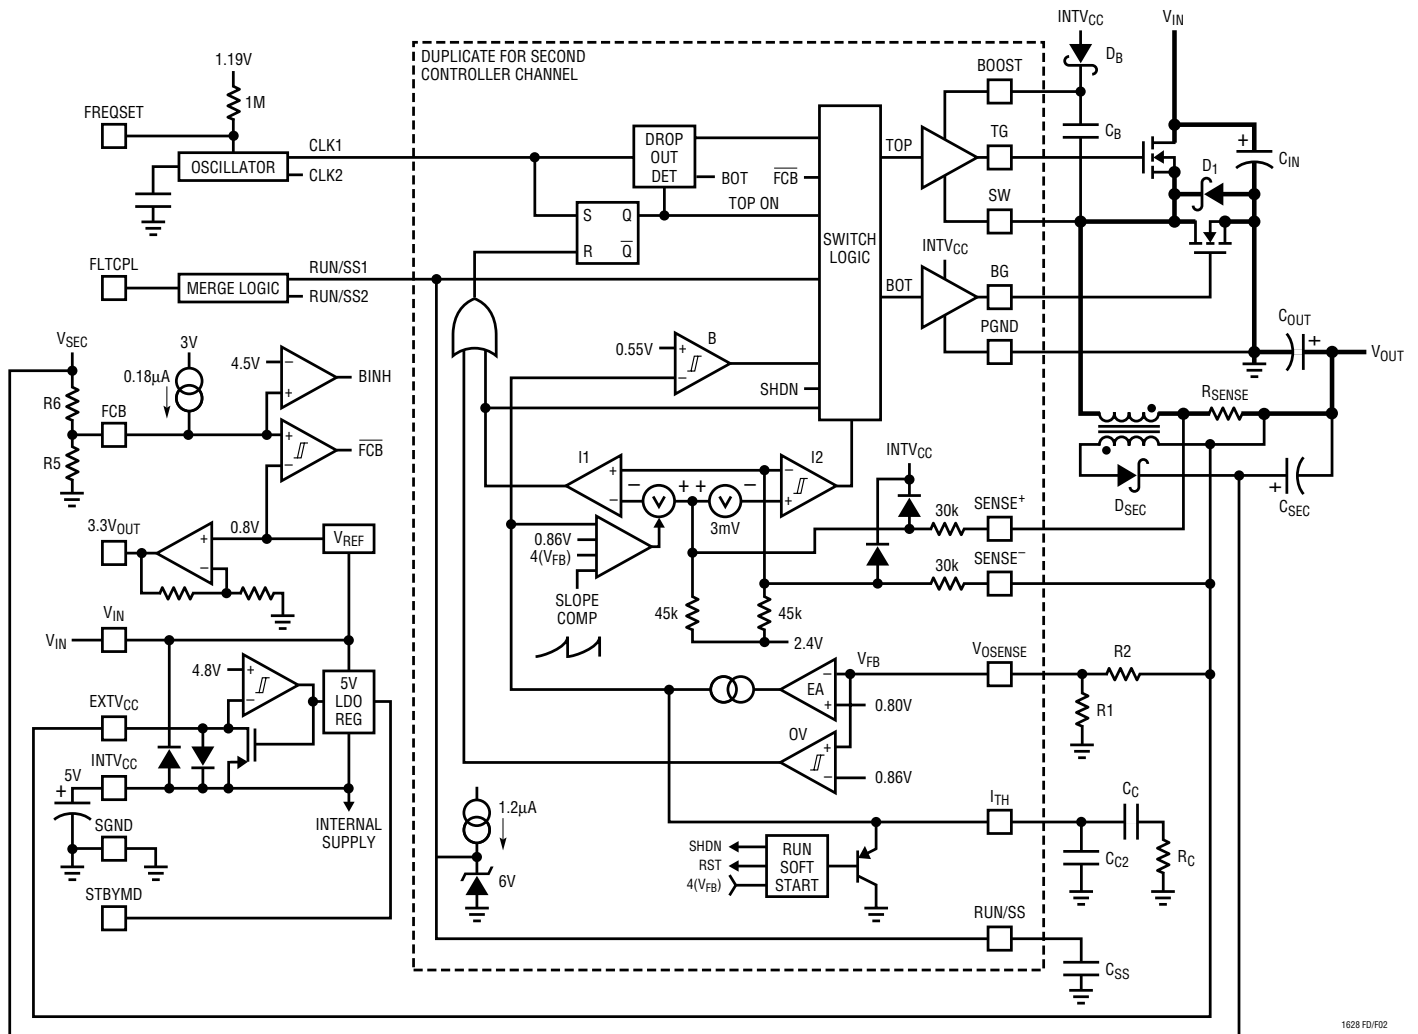 INTVCC
VIN
DUPLICATE FOR SECOND
CONTROLLER CHANNEL
1.19V
1M
FREQSET
OSCILLATOR
CLK1
CLK2
DROP
OUT
DET
BOT
FCB
TOP ON
S Q
R Q
SWITCH
LOGIC
TOP
BOOST
TG
SW
DB
CB
D1
CIN
FLTCPL
MERGE LOGIC
RUN/SS1
RUN/SS2
INTVCC
BOT
BG
PGND
COUT
VOUT
VSEC
R6
FCB
R5
3V
0.18µA
4.5V
−
+
BINH
+
−
FCB
0.55V
+
−
B
SHDN
RSENSE
I1
+
−
− + + −
V V
3mV
I2
−
+
INTVCC
SENSE+
30k
SENSE−
30k
DSEC
+
CSEC
0.86V
4(VFB)
SLOPE
COMP
45k
45k
2.4V
3.3VOUT
+
−
0.8V
VREF
VIN
VIN
4.8V
+
−
5V
LDO
REG
EXTVCC
INTVCC
5V
+
SGND
STBYMD
INTERNAL
SUPPLY
VFB
EA
−
+
0.80V
OV
+
−
0.86V
VOSENSE
R2
R1
1.2µA
6V
SHDN
RST
4(VFB)
RUN
SOFT
START
ITH
CC
CC2
RC
RUN/SS
CSS
1628 FD/F02